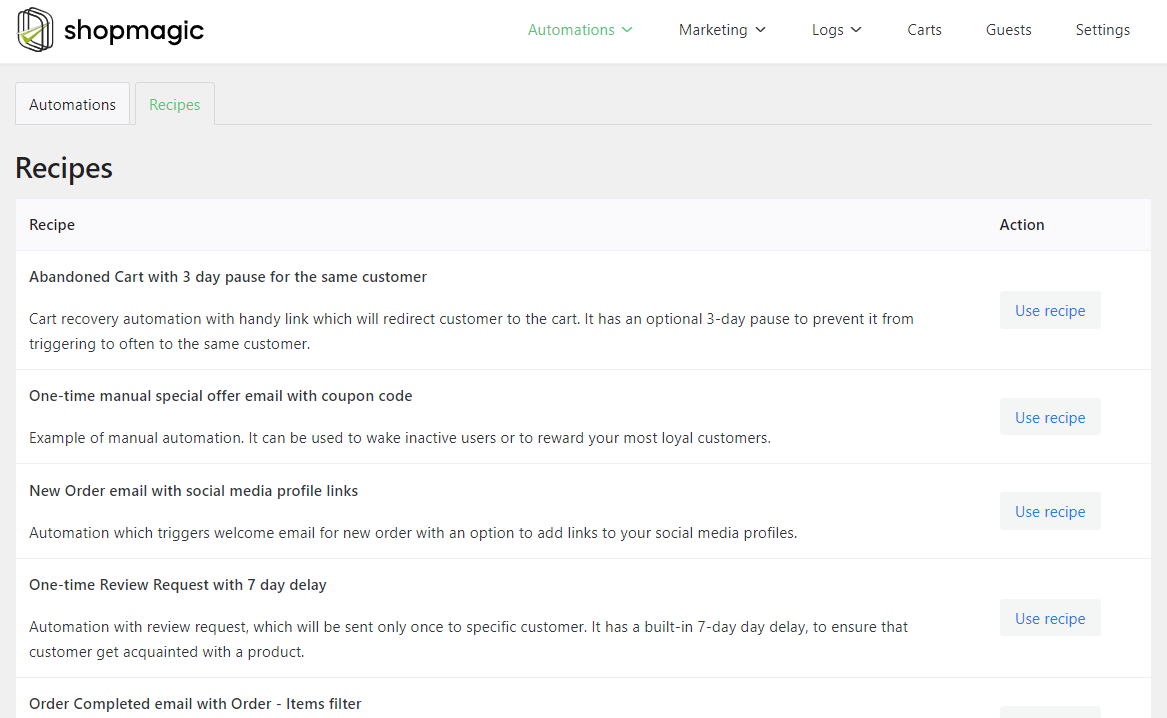 shopmagic
Automations
Marketing
Logs
Carts
Guests
Settings
Automations
Recipes
Recipes
Recipe
Action
Abandoned Cart with 3 day pause for the same customer
Cart recovery automation with handy link which will redirect customer to the cart. It has an optional 3-day pause to prevent it from
triggering to often to the same customer.
Use recipe
One-time manual special offer email with coupon code
Example of manual automation. It can be used to wake inactive users or to reward your most loyal customers.
Use recipe
New Order email with social media profile links
Automation which triggers welcome email for new order with an option to add links to your social media profiles.
Use recipe
One-time Review Request with 7 day delay
Automation with review request, which will be sent only once to specific customer. It has a built-in 7-day day delay, to ensure that
customer get acquainted with a product.
Use recipe
Order Completed email with Order - Items filter